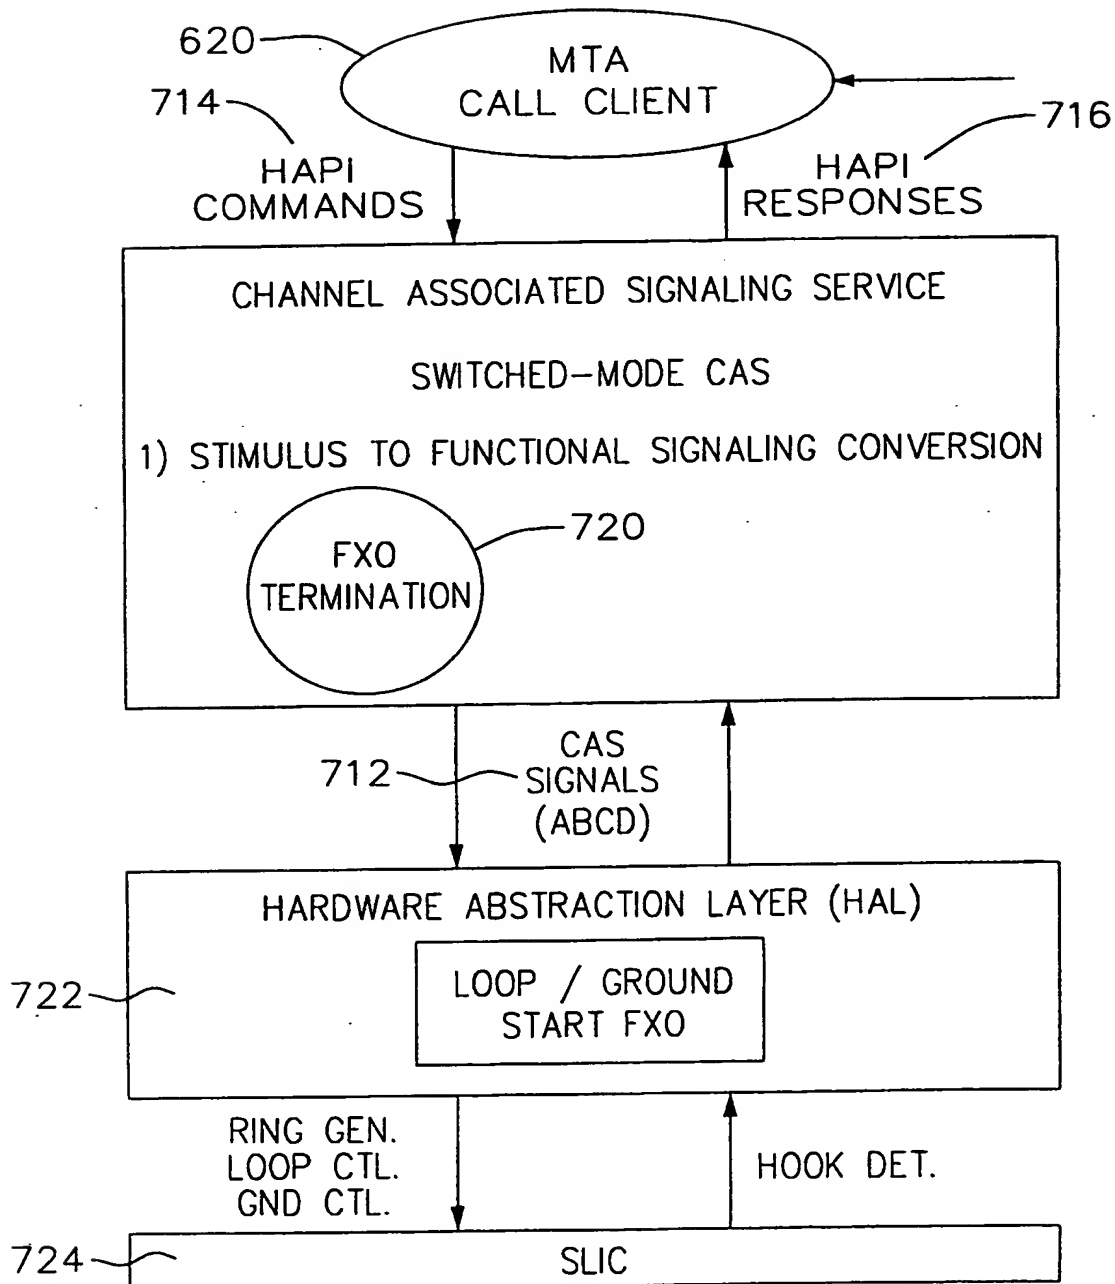 620
MTA
CALL CLIENT
714
716
HAPI
COMMANDS
HAPI
RESPONSES
CHANNEL ASSOCIATED SIGNALING SERVICE
SWITCHED-MODE CAS
1) STIMULUS TO FUNCTIONAL SIGNALING CONVERSION
720
FXO
TERMINATION
712
CAS
SIGNALS
(ABCD)
HARDWARE ABSTRACTION LAYER (HAL)
722
LOOP / GROUND
START FXO
RING GEN.
LOOP CTL.
GND CTL.
HOOK DET.
724
SLIC